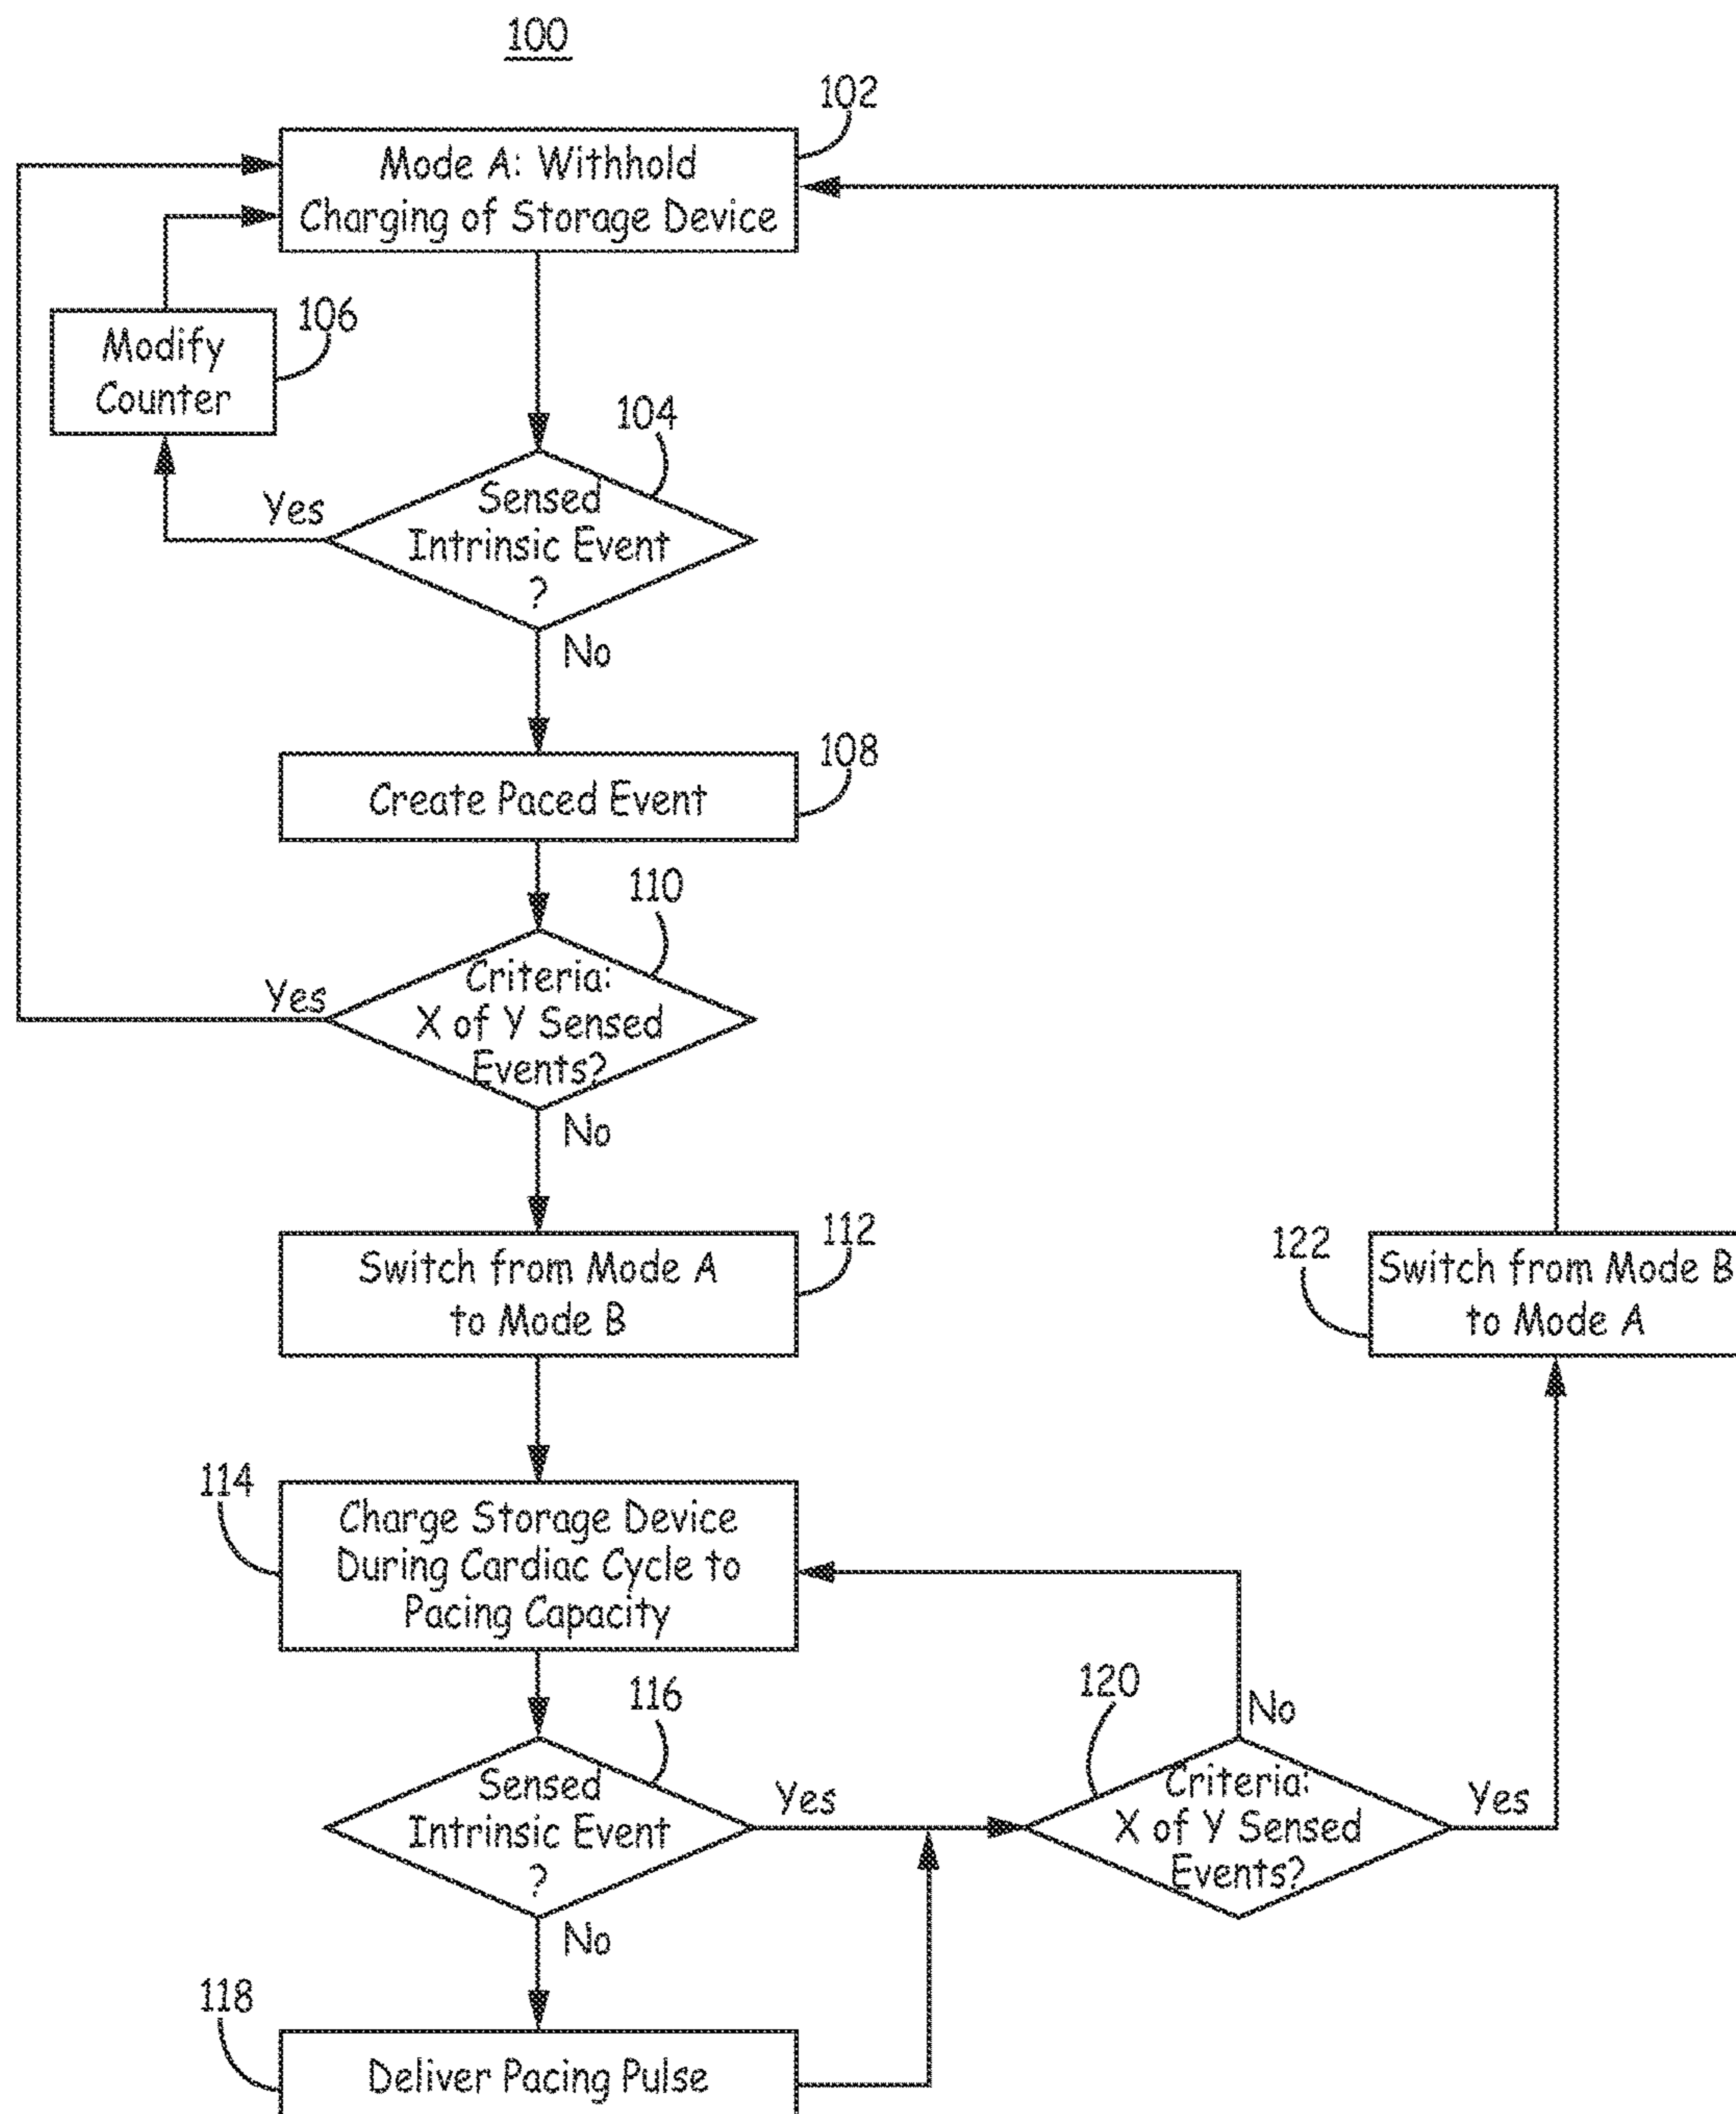 100
102
Mode A: Withhold
Charging of Storage Device
106
Modify
Counter
104
Sensed
Intrinsic Event
?
Yes
No
108
Create Paced Event
110
Criteria:
X of Y Sensed
Events?
Yes
No
112
Switch from Mode A
to Mode B
122
Switch from Mode B
to Mode A
114
Charge Storage Device
During Cardiac Cycle to
Pacing Capacity
116
Sensed
Intrinsic Event
?
Yes
No
120
Criteria:
X of Y Sensed
Events?
No
Yes
118
Deliver Pacing Pulse